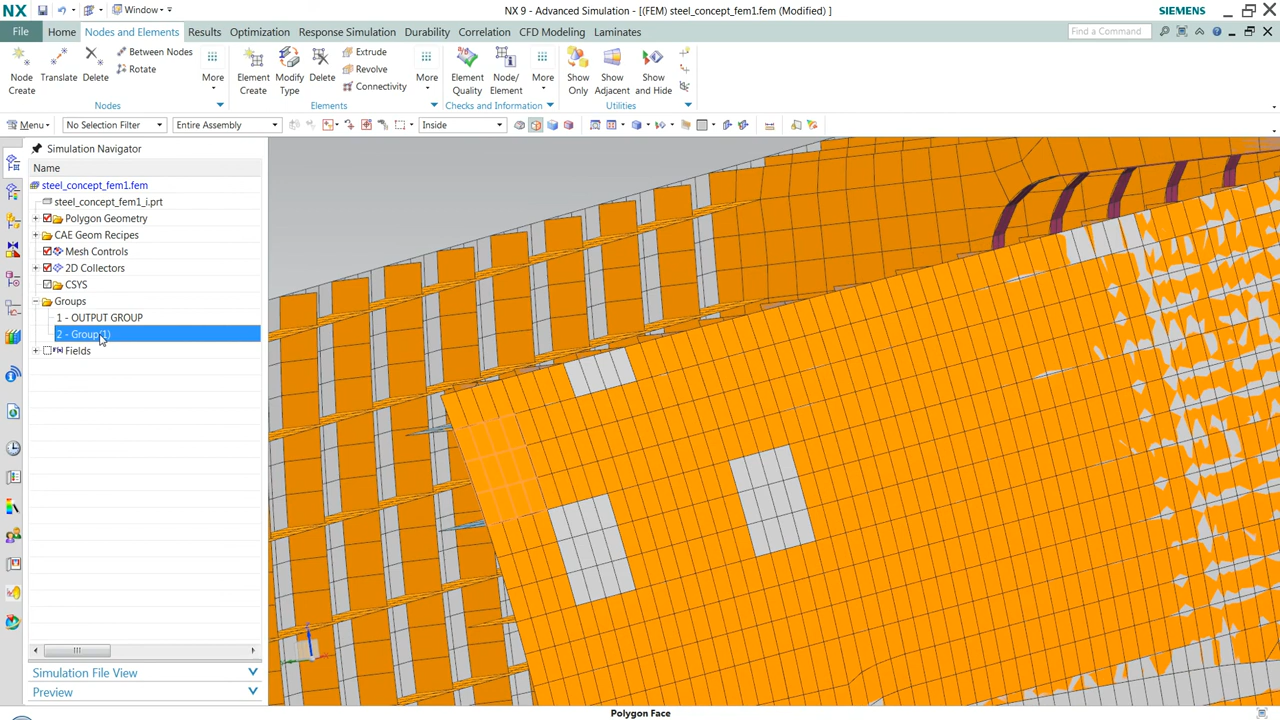 NX
Window
NX 9 - Advanced Simulation - [(FEM) steel_concept_fem1.fem (Modified) ]
SIEMENS
File Home Nodes and Elements Results Optimization Response Simulation Durability Correlation CFD Modeling Laminates
Find a Command
Node Create
Translate
Delete
Between Nodes
Rotate
More
Element Create
Modify Type
Delete
Extrude
Revolve
Connectivity
More
Element Quality
Node/ Element
More
Show Only
Show Adjacent
Show and Hide
Nodes
Elements
Checks and Information
Utilities
Menu
No Selection Filter
Entire Assembly
Inside
Simulation Navigator
Name
steel_concept_fem1.fem
steel_concept_fem1_i.prt
Polygon Geometry
CAE Geom Recipes
Mesh Controls
2D Collectors
CSYS
Groups
1 - OUTPUT GROUP
2 - Group(1)
Fields
Simulation File View
Preview
Polygon Face